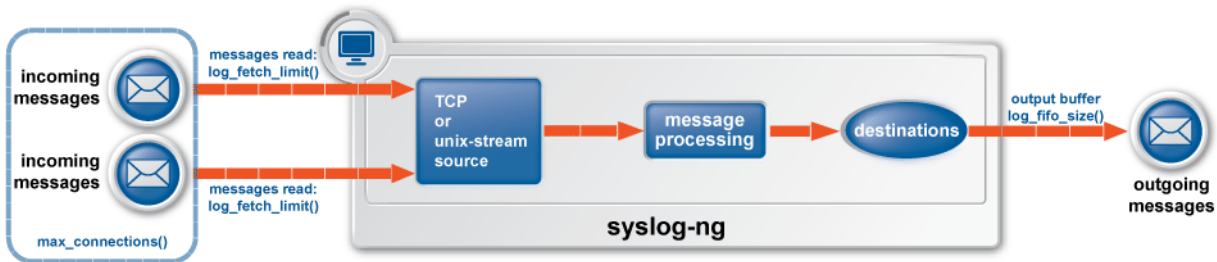 incoming
messages
incoming
messages
max_connections()
messages read:
log_fetch_limit()
messages read:
log_fetch_limit()
TCP
or
unix-stream
source
message
processing
destinations
syslog-ng
output buffer
log_fifo_size()
outgoing
messages